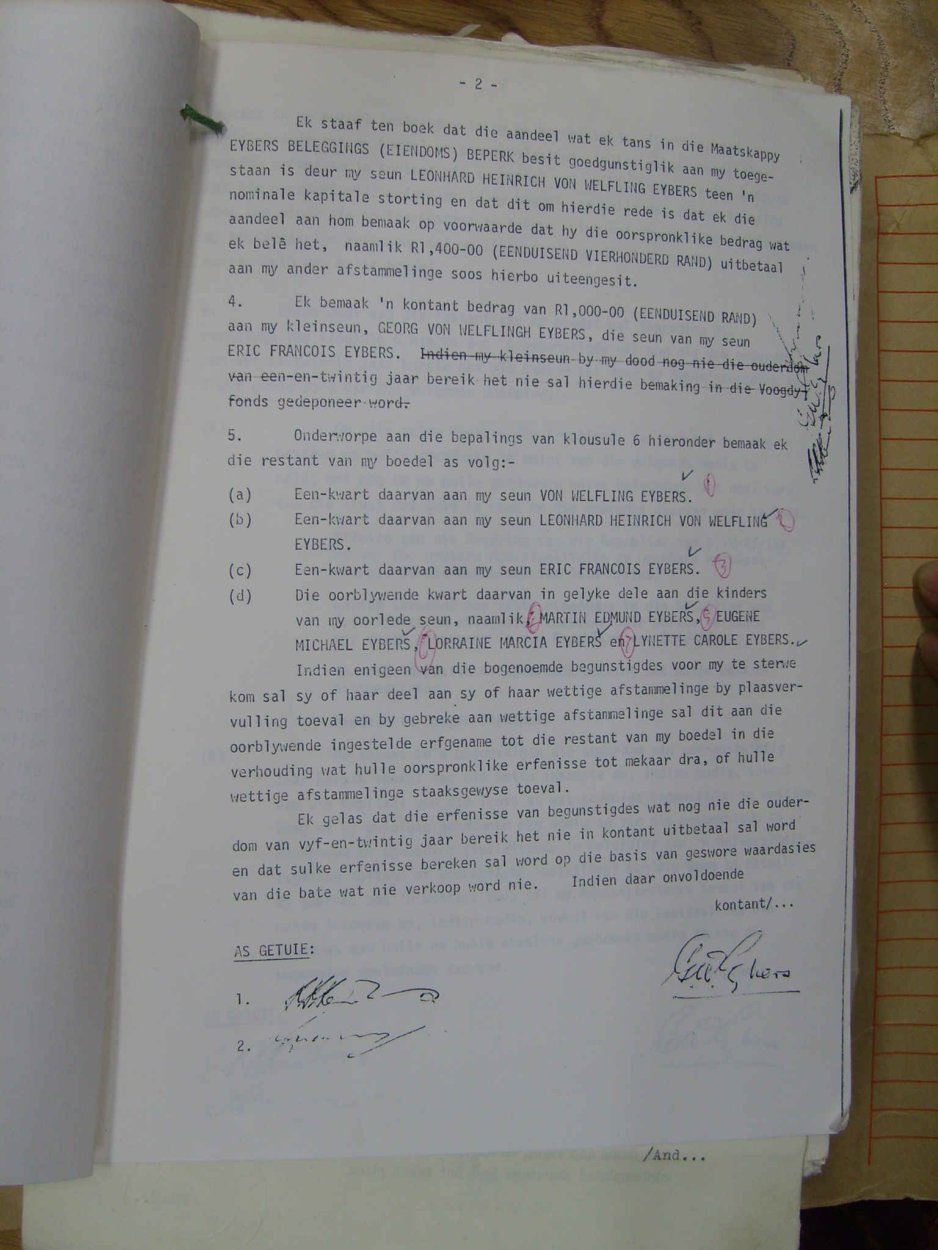 - 2 -
Ek staaf ten boek dat die aandeel wat ek tans in die Maatskappy
EYBERS BELEGGINGS (EIENDOMS) BEPERK besit goedgunstiglik aan my toege-
staan is deur my seun LEONHARD HEINRICH VON WELFLING EYBERS teen 'n
nominale kapitale storting en dat dit om hierdie rede is dat ek die
aandeel aan hom bemaak op voorwaarde dat hy die oorspronklike bedrag wat
ek belê het, naamlik R1,400-00 (EENDUISEND VIERHONDERD RAND) uitbetaal
aan my ander afstammelinge soos hierbo uiteengesit.
4. Ek bemaak 'n kontant bedrag van R1,000-00 (EENDUISEND RAND)
aan my kleinseun, GEORG VON WELFLINGH EYBERS, die seun van my seun
ERIC FRANCOIS EYBERS. Indien my kleinseun by my dood nog nie die ouderdom
van een-en-twintig jaar bereik het nie sal hierdie bemaking in die Voogdy-
fonds gedeponeer word.
5. Onderworpe aan die bepalings van klousule 6 hieronder bemaak ek
die restant van my boedel as volg:-
(a) Een-kwart daarvan aan my seun VON WELFLING EYBERS. 1
(b) Een-kwart daarvan aan my seun LEONHARD HEINRICH VON WELFLING
EYBERS.
(c) Een-kwart daarvan aan my seun ERIC FRANCOIS EYBERS. 3
(d) Die oorblywende kwart daarvan in gelyke dele aan die kinders
van my oorlede seun, naamlik, MARTIN EDMUND EYBERS, 5 EUGENE
MICHAEL EYBERS, LORRAINE MARCIA EYBERS en 7 LYNETTE CAROLE EYBERS.
Indien enigeen van die bogenoemde begunstigdes voor my te sterwe
kom sal sy of haar deel aan sy of haar wettige afstammelinge by plaasver-
vulling toeval en by gebreke aan wettige afstammelinge sal dit aan die
oorblywende ingestelde erfgename tot die restant van my boedel in die
verhouding wat hulle oorspronklike erfenisse tot mekaar dra, of hulle
wettige afstammelinge staaksgewyse toeval.
Ek gelas dat die erfenisse van begunstigdes wat nog nie die ouder-
dom van vyf-en-twintig jaar bereik het nie in kontant uitbetaal sal word
en dat sulke erfenisse bereken sal word op die basis van geswore waardasies
van die bate wat nie verkoop word nie. Indien daar onvoldoende
kontant/...
AS GETUIE:
1.
2.
/And...